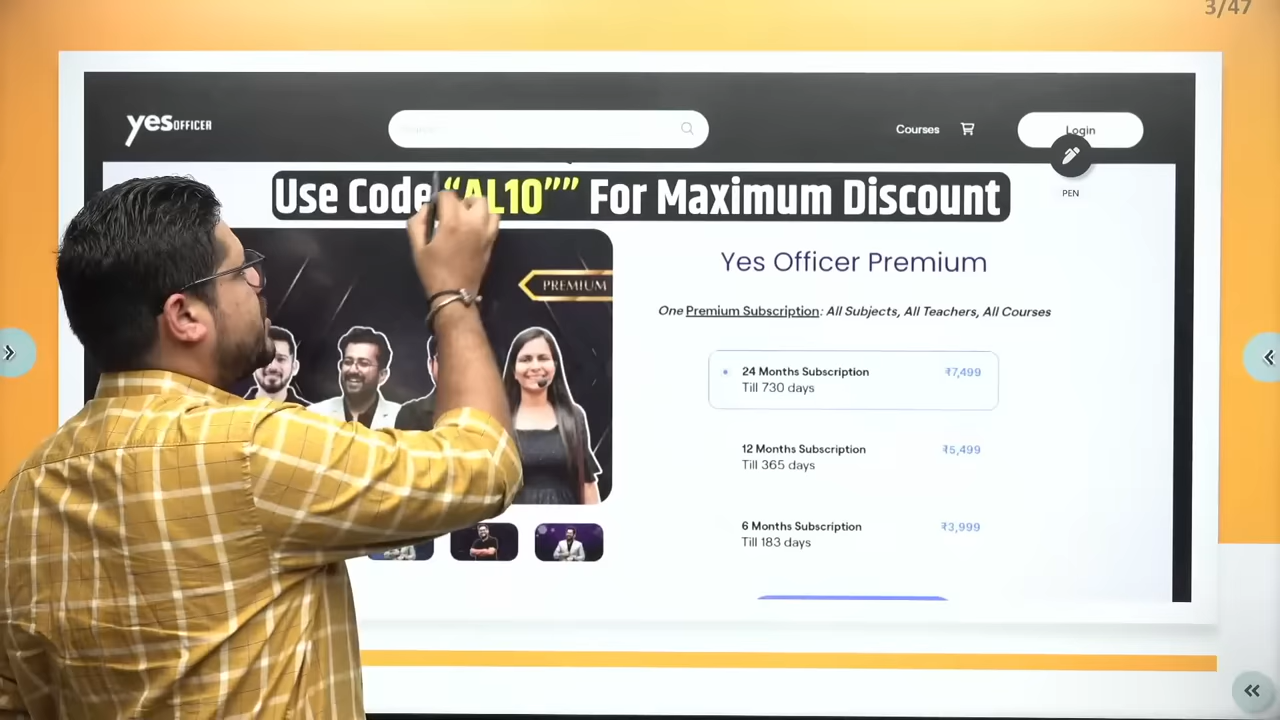 3/47
yes OFFICER
Courses
Login
PEN
Use Code “AL10”” For Maximum Discount
PREMIUM
Yes Officer Premium
One Premium Subscription: All Subjects, All Teachers, All Courses
24 Months Subscription ₹7,499
Till 730 days
12 Months Subscription ₹5,499
Till 365 days
6 Months Subscription ₹3,999
Till 183 days